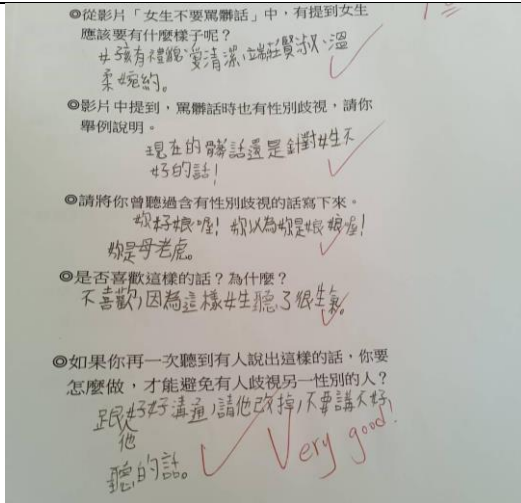 ◎從影片「女生不要罵髒話」中，有提到女生
應該要有什麼樣子呢？
女孩有禮貌、愛清潔、端莊賢淑、溫
柔婉約。
◎影片中提到，罵髒話時也有性別歧視，請你
舉例說明。
現在的髒話還是針對女生不
好的話！
◎請將你曾聽過含有性別歧視的話寫下來。
妳好娘喔！妳以為妳是娘娘喔！
妳是母老虎。
◎是否喜歡這樣的話？為什麼？
不喜歡，因為這樣女生聽了很生氣。
◎如果你再一次聽到有人說出這樣的話，你要
怎麼做，才能避免有人歧視另一性別的人？
跟他好好溝通，請他改掉，不要講不好
聽的話。
Very good!